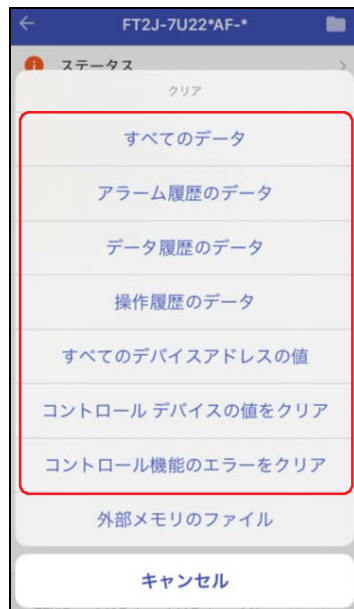 FT2J-7U22*AF-*
ステータス
クリア
すべてのデータ
アラーム履歴のデータ
データ履歴のデータ
操作履歴のデータ
すべてのデバイスアドレスの値
コントロール デバイスの値をクリア
コントロール機能のエラーをクリア
外部メモリのファイル
キャンセル